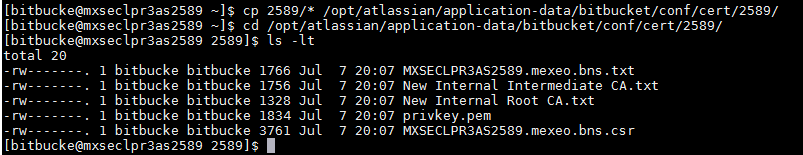 [bitbucke@mxseclpr3as2589 ~]$ cp 2589/* /opt/atlassian/application-data/bitbucket/conf/cert/2589/
[bitbucke@mxseclpr3as2589 ~]$ cd /opt/atlassian/application-data/bitbucket/conf/cert/2589/
[bitbucke@mxseclpr3as2589 2589]$ ls -lt
total 20
-rw-------. 1 bitbucke bitbucke 1766 Jul  7 20:07 MXSECLPR3AS2589.mexeo.bns.txt
-rw-------. 1 bitbucke bitbucke 1756 Jul  7 20:07 New Internal Intermediate CA.txt
-rw-------. 1 bitbucke bitbucke 1328 Jul  7 20:07 New Internal Root CA.txt
-rw-------. 1 bitbucke bitbucke 1834 Jul  7 20:07 privkey.pem
-rw-------. 1 bitbucke bitbucke 3761 Jul  7 20:07 MXSECLPR3AS2589.mexeo.bns.csr
[bitbucke@mxseclpr3as2589 2589]$